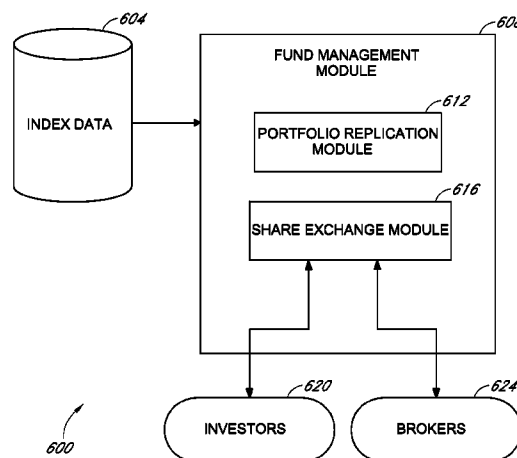 604
608
FUND MANAGEMENT
MODULE
INDEX DATA
612
PORTFOLIO REPLICATION
MODULE
616
SHARE EXCHANGE MODULE
620
624
INVESTORS
BROKERS
600